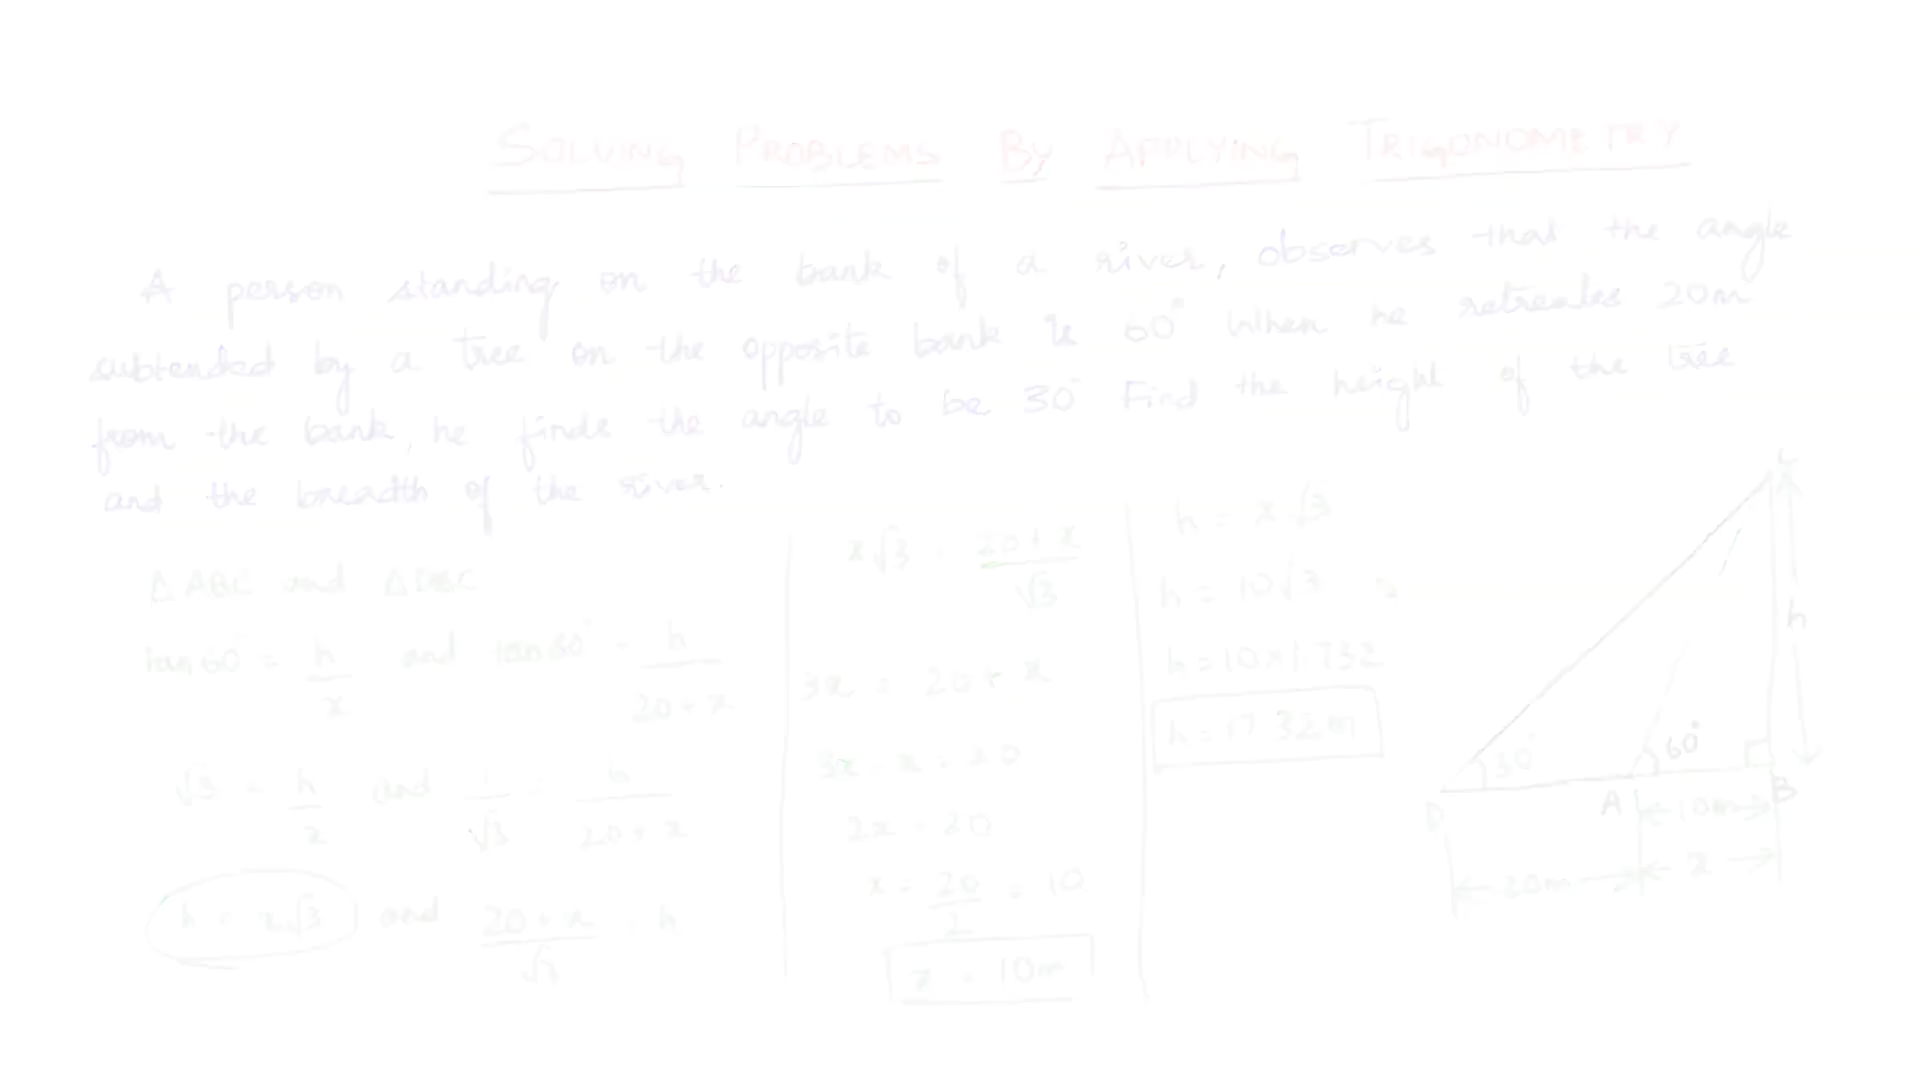 SOLVING PROBLEMS BY APPLYING TRIGONOMETRY
A person standing on the bank of a river, observes that the angle
subtended by a tree on the opposite bank is 60° When he retreates 20m
from the bank, he finds the angle to be 30° Find the height of the tree
and the breadth of the river.
△ ABC and △ DBC
tan 60° = h/x and tan 60° = h/20+x
√3 = h/x and 1/√3 = h/20+x
h = x√3 and 20+x/√3 = h
x√3 = 20+x/√3
3x = 20+x
3x - x = 20
2x = 20
x = 20/2 = 10
x = 10m
h = x√3
h = 10√3
h = 10×1.732
h = 17.32m
C
h
30° 60°
D A B
10m
20m x